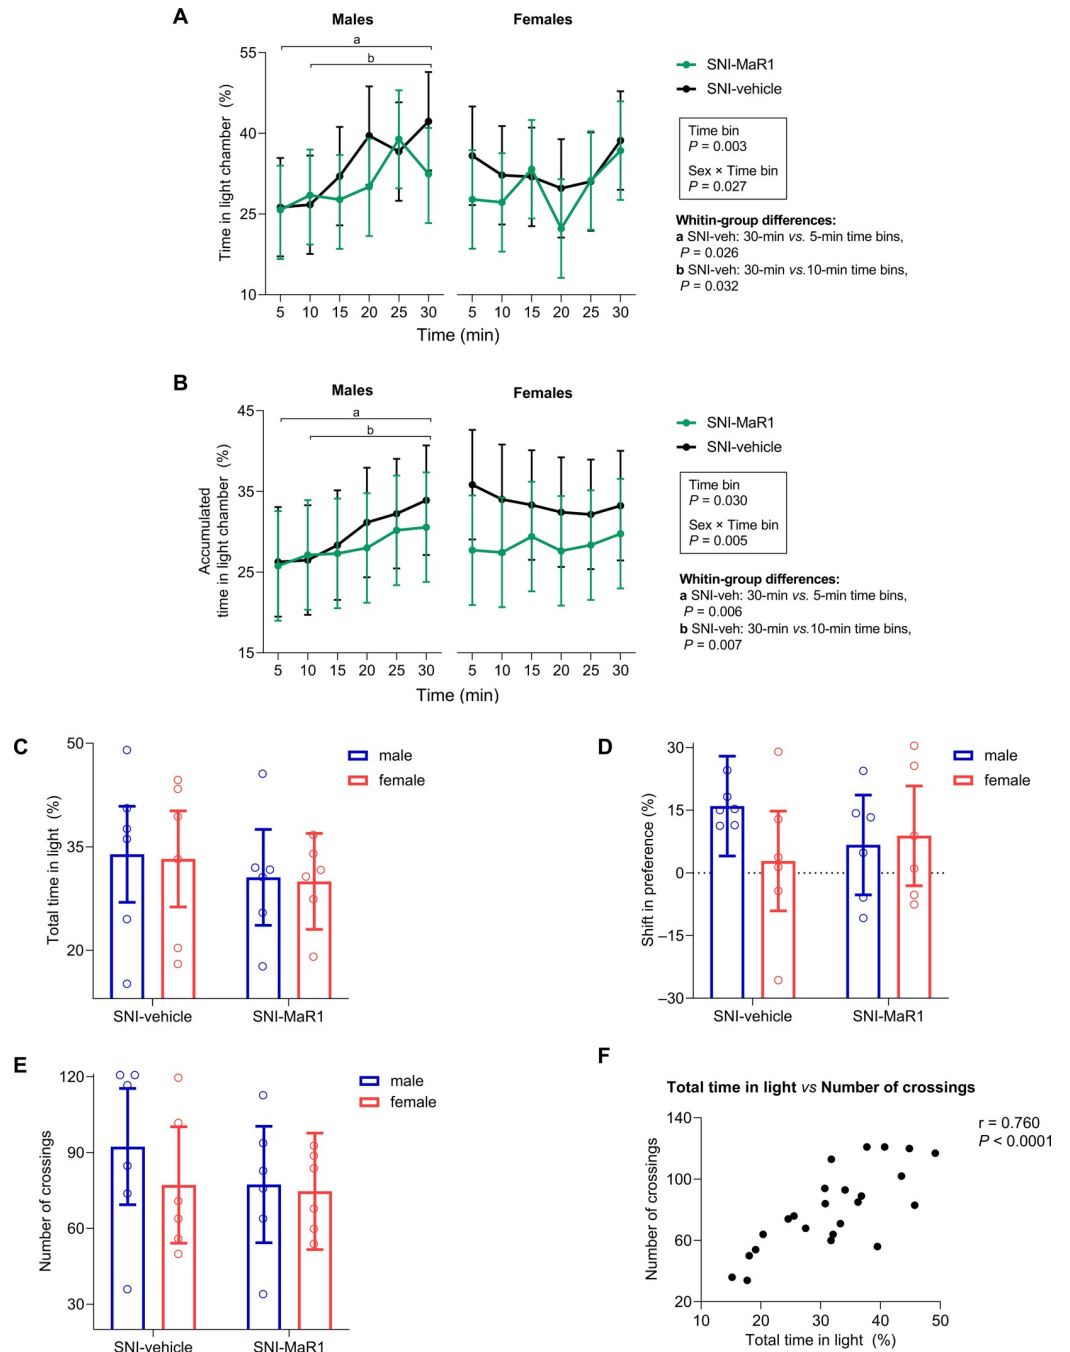 A
Males
Females
a
b
55
40
25
10
Time in light chamber (%)
5 10 15 20 25 30
5 10 15 20 25 30
Time (min)
SNI-MaR1
SNI-vehicle
Time bin
P = 0.003
Sex × Time bin
P = 0.027
Whitin-group differences:
a SNI-veh: 30-min vs. 5-min time bins,
P = 0.026
b SNI-veh: 30-min vs.10-min time bins,
P = 0.032
B
Males
Females
a
b
45
35
25
15
Accumulated
time in light chamber (%)
5 10 15 20 25 30
5 10 15 20 25 30
Time (min)
SNI-MaR1
SNI-vehicle
Time bin
P = 0.030
Sex × Time bin
P = 0.005
Whitin-group differences:
a SNI-veh: 30-min vs. 5-min time bins,
P = 0.006
b SNI-veh: 30-min vs.10-min time bins,
P = 0.007
C
50
35
20
Total time in light (%)
SNI-vehicle SNI-MaR1
male
female
D
30
15
0
–15
–30
Shift in preference (%)
SNI-vehicle SNI-MaR1
male
female
E
120
90
60
30
Number of crossings
SNI-vehicle SNI-MaR1
male
female
F
Total time in light vs Number of crossings
140
100
60
20
Number of crossings
10 20 30 40 50
Total time in light (%)
r = 0.760
P < 0.0001